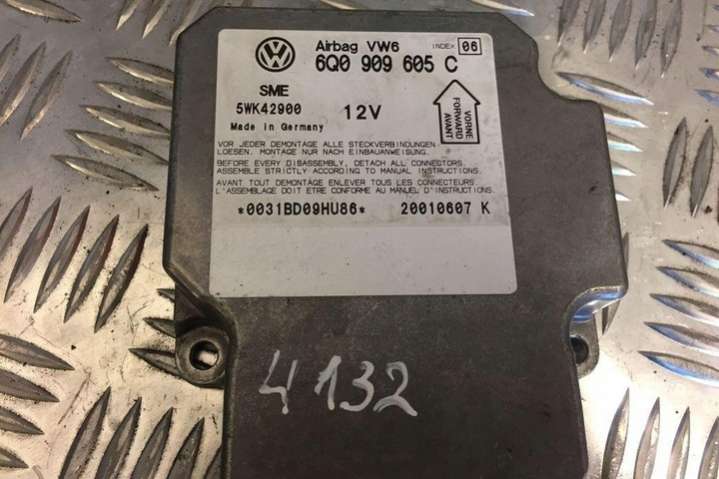 Airbag VW6 INDEX 06
6Q0 909 605 C
SME
5WK42900 12V
Made in Germany
VORNE
FORWARD
AVANT
VOR JEDER DEMONTAGE ALLE STECKVERBINDUNGEN
LOESEN. MONTAGE NUR NACH EINBAUANWEISUNG.
BEFORE EVERY DISASSEMBLY, DETACH ALL CONNECTORS.
ASSEMBLE STRICTLY ACCORDING TO MANUAL INSTRUCTIONS.
AVANT TOUT DEMONTAGE ENLEVER TOUS LES CONNECTEURS
L'ASSEMBLAGE DOIT ETRE CONFORME AU MANUEL D'INSTRUCTIONS
*0031BD09HU86* 20010607 K
4132